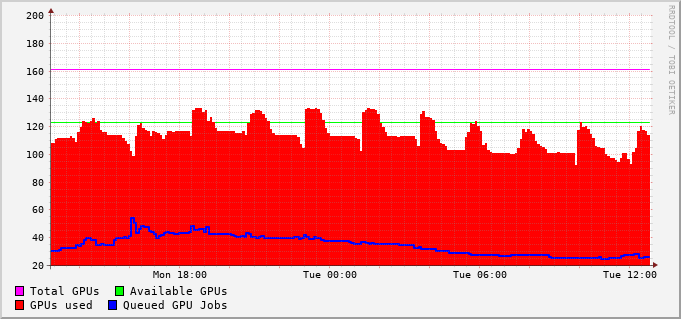 RRDTOOL / TOBI OETIKER
200
180
160
140
120
100
80
60
40
20
Mon 18:00 Tue 00:00 Tue 06:00 Tue 12:00
Total GPUs Available GPUs
GPUs used Queued GPU Jobs